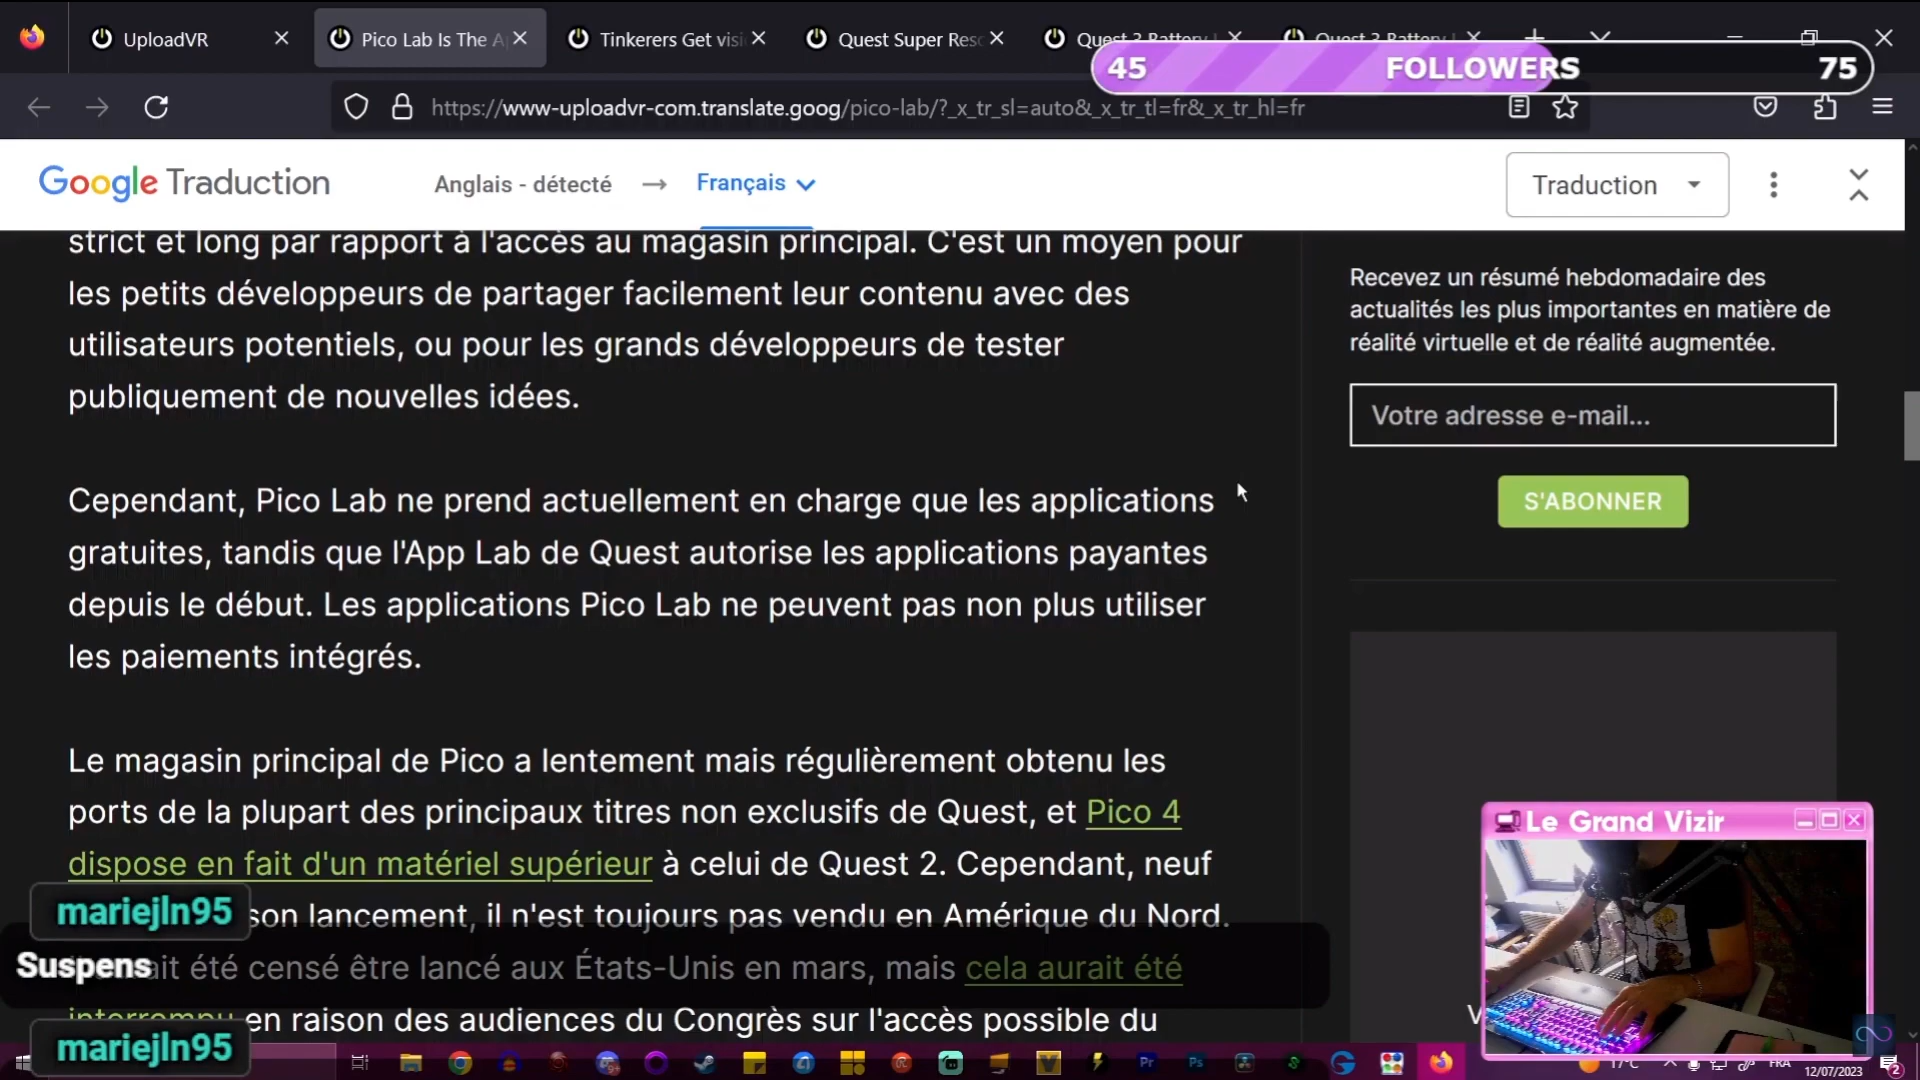 UploadVR
Pico Lab Is The A
Tinkerers Get visi
Quest Super Reso
45 FOLLOWERS 75
https://www-uploadvr-com.translate.goog/pico-lab/?_x_tr_sl=auto&_x_tr_tl=fr&_x_tr_hl=fr
Google Traduction
Anglais - détecté → Français
Traduction
strict et long par rapport à l'accès au magasin principal. C'est un moyen pour
les petits développeurs de partager facilement leur contenu avec des
utilisateurs potentiels, ou pour les grands développeurs de tester
publiquement de nouvelles idées.
Cependant, Pico Lab ne prend actuellement en charge que les applications
gratuites, tandis que l'App Lab de Quest autorise les applications payantes
depuis le début. Les applications Pico Lab ne peuvent pas non plus utiliser
les paiements intégrés.
Le magasin principal de Pico a lentement mais régulièrement obtenu les
ports de la plupart des principaux titres non exclusifs de Quest, et Pico 4
dispose en fait d'un matériel supérieur à celui de Quest 2. Cependant, neuf
son lancement, il n'est toujours pas vendu en Amérique du Nord.
été censé être lancé aux États-Unis en mars, mais cela aurait été
interrompu en raison des audiences du Congrès sur l'accès possible du
Recevez un résumé hebdomadaire des
actualités les plus importantes en matière de
réalité virtuelle et de réalité augmentée.
Votre adresse e-mail...
S'ABONNER
mariejln95
Suspens
mariejln95
Le Grand Vizir
17°C
FRA
12/07/2023
2